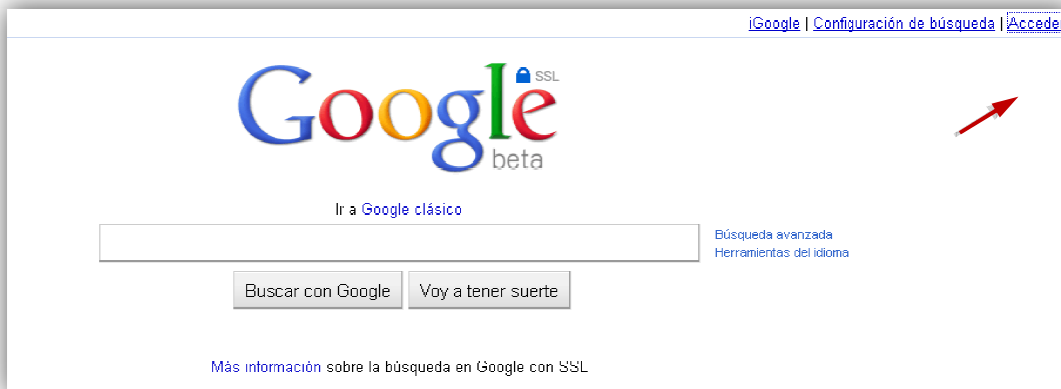 iGoogle | Configuración de búsqueda | Acceder
Google SSL
beta
Ir a Google clásico
Búsqueda avanzada
Herramientas del idioma
Buscar con Google Voy a tener suerte
Más información sobre la búsqueda en Google con SSL